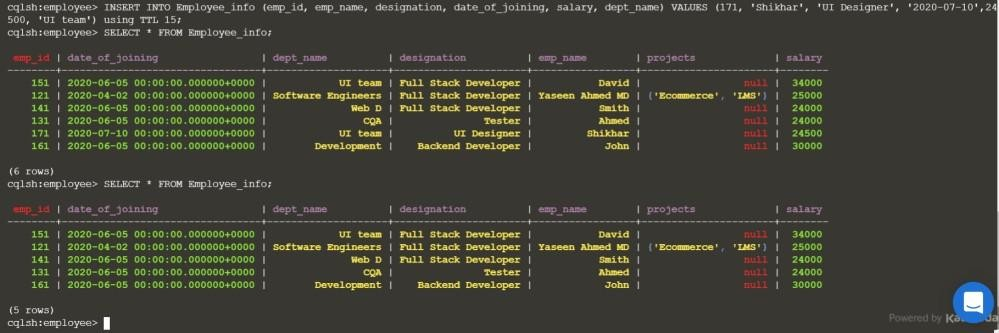 cqlsh:employee> INSERT INTO Employee_info (emp_id, emp_name, designation, date_of_joining, salary, dept_name) VALUES (171, 'Shikhar', 'UI Designer', '2020-07-10',24
500, 'UI team') using TTL 15;
cqlsh:employee> SELECT * FROM Employee_info;
emp_id | date_of_joining | dept_name | designation | emp_name | projects | salary
151 | 2020-06-05 00:00:00.000000+0000 | UI team | Full Stack Developer | David | null | 34000
121 | 2020-04-02 00:00:00.000000+0000 | Software Engineers | Full Stack Developer | Yaseen Ahmed MD | {'Ecommerce', 'LMS'} | 25000
141 | 2020-06-05 00:00:00.000000+0000 | Web D | Full Stack Developer | Smith | null | 24000
131 | 2020-06-05 00:00:00.000000+0000 | CQA | Tester | Ahmed | null | 24000
171 | 2020-07-10 00:00:00.000000+0000 | UI team | UI Designer | Shikhar | null | 24500
161 | 2020-06-05 00:00:00.000000+0000 | Development | Backend Developer | John | null | 30000
(6 rows)
cqlsh:employee> SELECT * FROM Employee_info;
emp_id | date_of_joining | dept_name | designation | emp_name | projects | salary
151 | 2020-06-05 00:00:00.000000+0000 | UI team | Full Stack Developer | David | null | 34000
121 | 2020-04-02 00:00:00.000000+0000 | Software Engineers | Full Stack Developer | Yaseen Ahmed MD | {'Ecommerce', 'LMS'} | 25000
141 | 2020-06-05 00:00:00.000000+0000 | Web D | Full Stack Developer | Smith | null | 24000
131 | 2020-06-05 00:00:00.000000+0000 | CQA | Tester | Ahmed | null | 24000
161 | 2020-06-05 00:00:00.000000+0000 | Development | Backend Developer | John | null | 30000
(5 rows)
cqlsh:employee>
Powered by